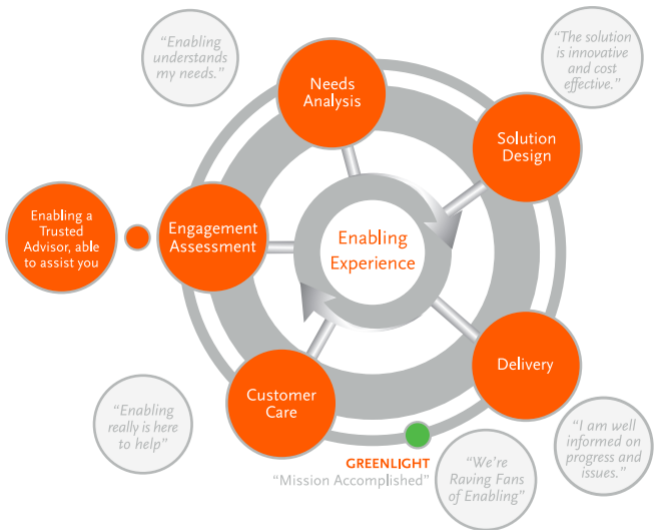 "Enabling
understands
my needs."
Needs
Analysis
"The solution
is innovative
and cost
effective."
Solution
Design
Enabling a
Trusted
Advisor, able
to assist you
Engagement
Assessment
Enabling
Experience
Delivery
Customer
Care
"Enabling
really is here
to help"
"I am well
informed on
progress and
issues."
GREENLIGHT
"Mission Accomplished"
"We're
Raving Fans
of Enabling"